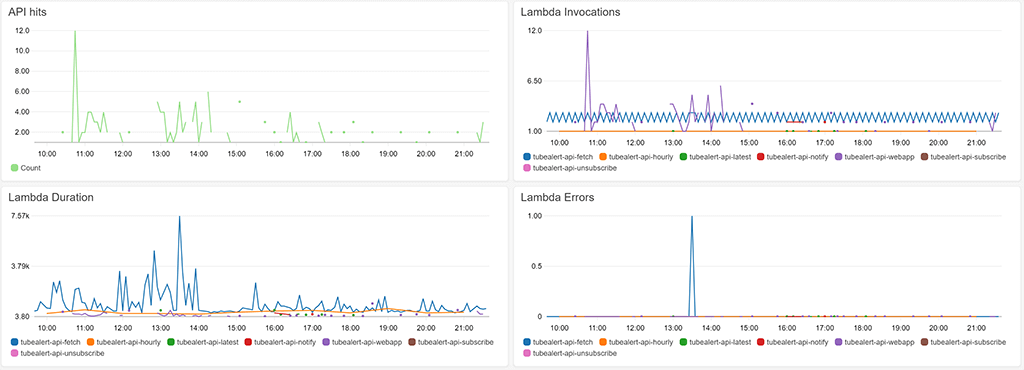 API hits
12.0
10.0
8.00
6.00
4.00
2.00
10:00 11:00 12:00 13:00 14:00 15:00 16:00 17:00 18:00 19:00 20:00 21:00
Count
Lambda Invocations
12.0
6.50
1.00
10:00 11:00 12:00 13:00 14:00 15:00 16:00 17:00 18:00 19:00 20:00 21:00
tubealert-api-fetch tubealert-api-hourly tubealert-api-latest tubealert-api-notify tubealert-api-webapp tubealert-api-subscribe
tubealert-api-unsubscribe
Lambda Duration
7.57k
3.79k
3.80
10:00 11:00 12:00 13:00 14:00 15:00 16:00 17:00 18:00 19:00 20:00 21:00
tubealert-api-fetch tubealert-api-hourly tubealert-api-latest tubealert-api-notify tubealert-api-webapp tubealert-api-subscribe
tubealert-api-unsubscribe
Lambda Errors
1.00
0.5
0
10:00 11:00 12:00 13:00 14:00 15:00 16:00 17:00 18:00 19:00 20:00 21:00
tubealert-api-fetch tubealert-api-hourly tubealert-api-latest tubealert-api-notify tubealert-api-webapp tubealert-api-subscribe
tubealert-api-unsubscribe